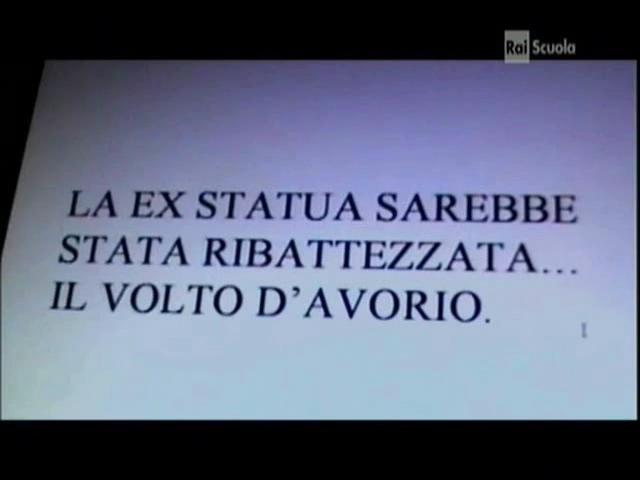 Rai Scuola
LA EX STATUA SAREBBE
STATA RIBATTEZZATA...
IL VOLTO D'AVORIO.